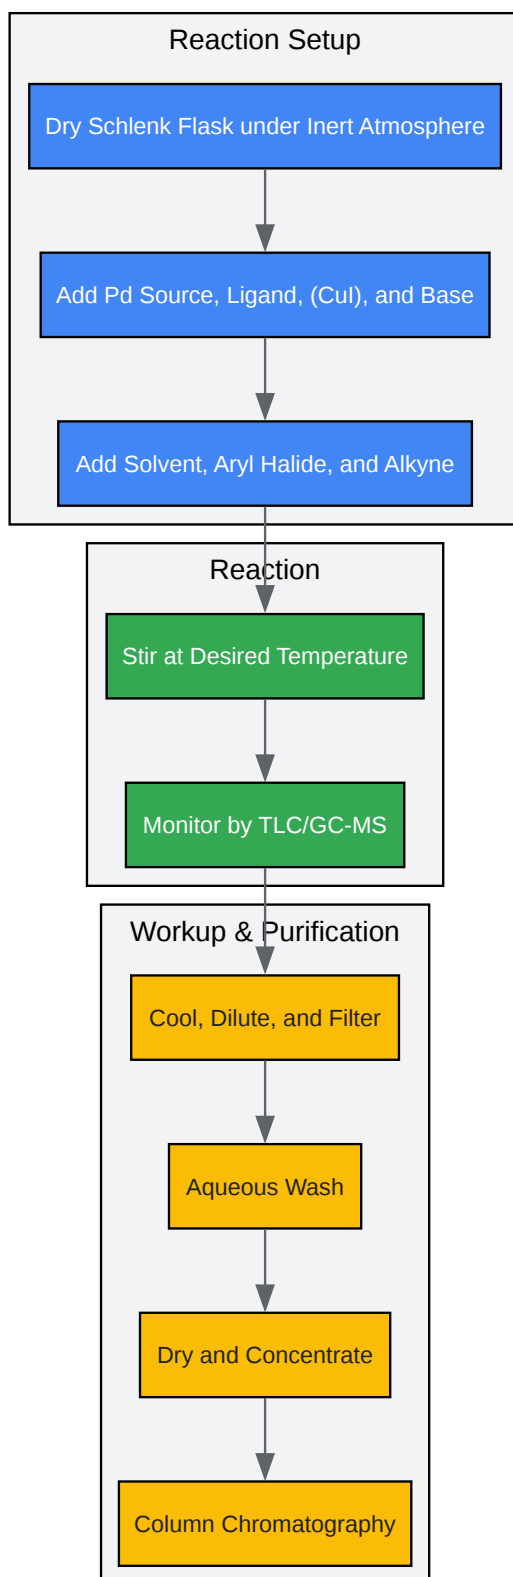 Reaction Setup
Dry Schlenk Flask under Inert Atmosphere
Add Pd Source, Ligand, (CuI), and Base
Add Solvent, Aryl Halide, and Alkyne
Reaction
Stir at Desired Temperature
Monitor by TLC/GC-MS
Workup & Purification
Cool, Dilute, and Filter
Aqueous Wash
Dry and Concentrate
Column Chromatography